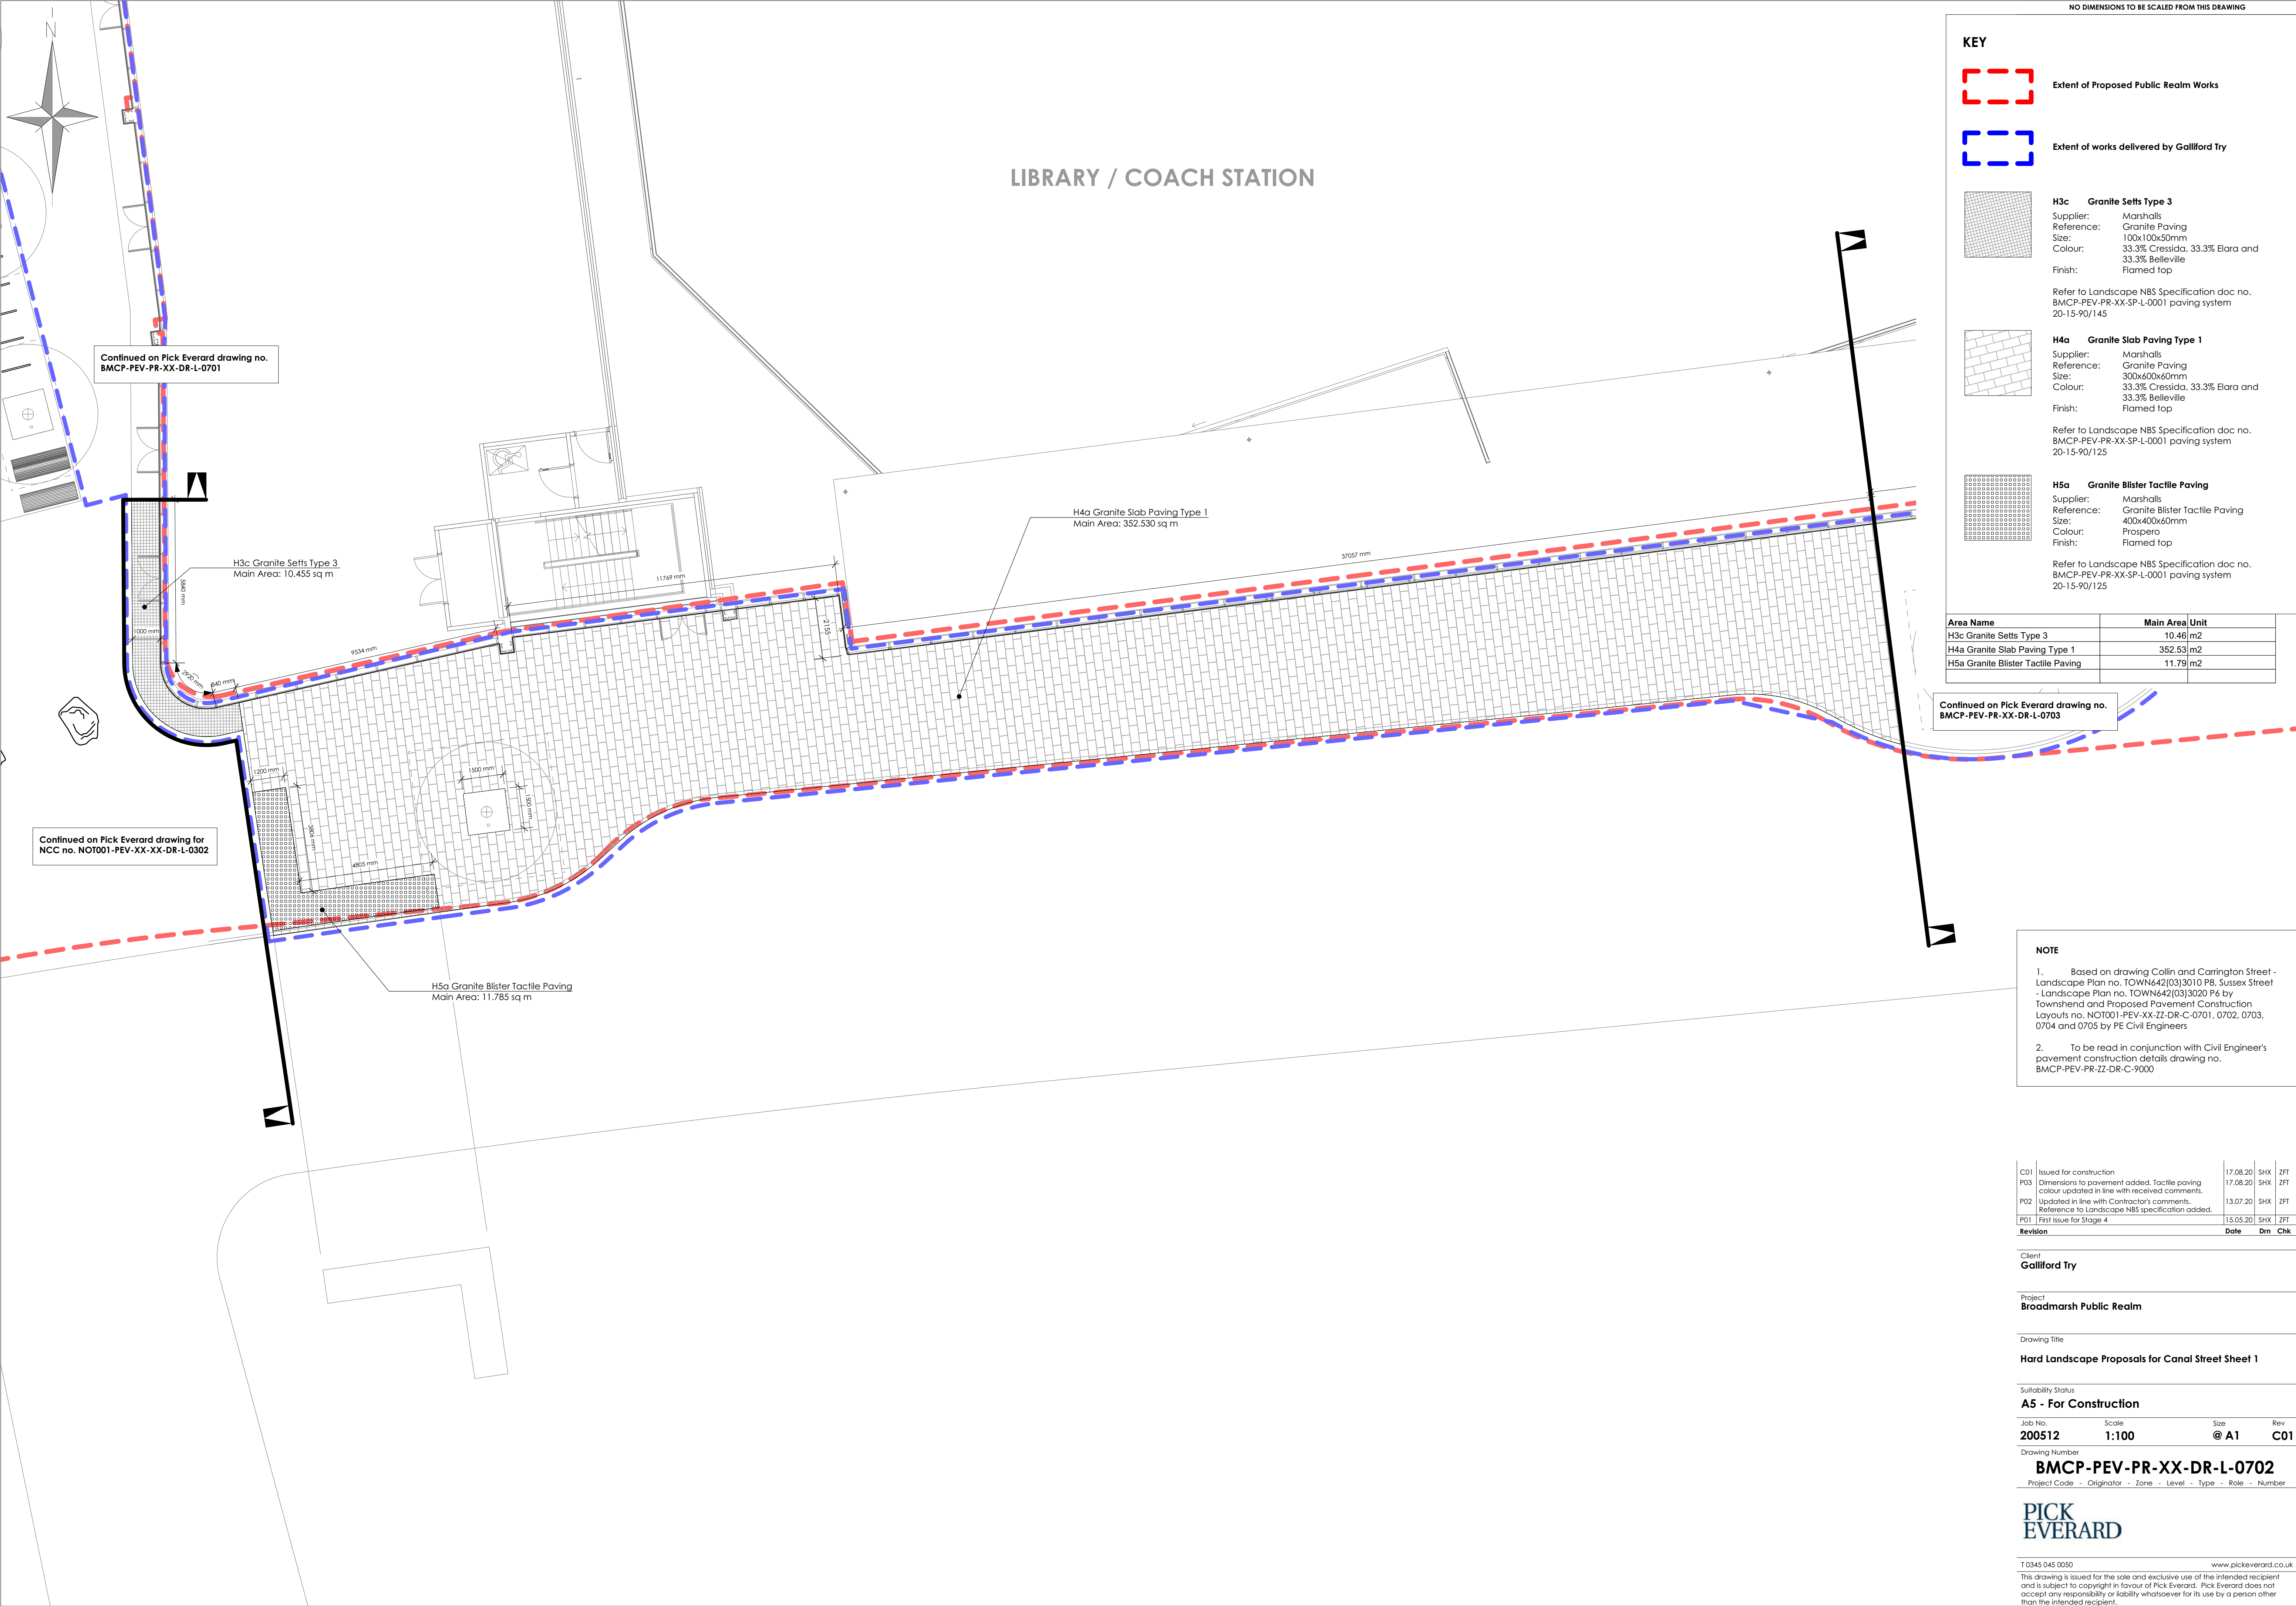 NO DIMENSIONS TO BE SCALED FROM THIS DRAWING
N
LIBRARY / COACH STATION
Continued on Pick Everard drawing no.
BMCP-PEV-PR-XX-DR-L-0701
H3c Granite Setts Type 3
Main Area: 10.455 sq m
5840 mm
1000 mm
2920 mm
840 mm
9534 mm
11769 mm
2155
H4a Granite Slab Paving Type 1
Main Area: 352.530 sq m
37057 mm
1200 mm
1500 mm
1500 mm
4805 mm
Continued on Pick Everard drawing for
NCC no. NOT001-PEV-XX-XX-DR-L-0302
H5a Granite Blister Tactile Paving
Main Area: 11.785 sq m
KEY
Extent of Proposed Public Realm Works
Extent of works delivered by Galliford Try
H3c Granite Setts Type 3
Supplier: Marshalls
Reference: Granite Paving
Size: 100x100x50mm
Colour: 33.3% Cressida, 33.3% Elara and
33.3% Belleville
Finish: Flamed top
Refer to Landscape NBS Specification doc no.
BMCP-PEV-PR-XX-SP-L-0001 paving system
20-15-90/145
H4a Granite Slab Paving Type 1
Supplier: Marshalls
Reference: Granite Paving
Size: 300x600x60mm
Colour: 33.3% Cressida, 33.3% Elara and
33.3% Belleville
Finish: Flamed top
Refer to Landscape NBS Specification doc no.
BMCP-PEV-PR-XX-SP-L-0001 paving system
20-15-90/125
H5a Granite Blister Tactile Paving
Supplier: Marshalls
Reference: Granite Blister Tactile Paving
Size: 400x400x60mm
Colour: Prospero
Finish: Flamed top
Refer to Landscape NBS Specification doc no.
BMCP-PEV-PR-XX-SP-L-0001 paving system
20-15-90/125
Area Name Main Area Unit
H3c Granite Setts Type 3 10.46 m2
H4a Granite Slab Paving Type 1 352.53 m2
H5a Granite Blister Tactile Paving 11.79 m2
Continued on Pick Everard drawing no.
BMCP-PEV-PR-XX-DR-L-0703
NOTE
1. Based on drawing Collin and Carrington Street -
Landscape Plan no. TOWN642(03)3010 P8, Sussex Street
- Landscape Plan no. TOWN642(03)3020 P6 by
Townshend and Proposed Pavement Construction
Layouts no. NOT001-PEV-XX-ZZ-DR-C-0701, 0702, 0703,
0704 and 0705 by PE Civil Engineers
2. To be read in conjunction with Civil Engineer's
pavement construction details drawing no.
BMCP-PEV-PR-ZZ-DR-C-9000
C01 Issued for construction 17.08.20 SHX ZFT
P03 Dimensions to pavement added. Tactile paving 17.08.20 SHX ZFT
colour updated in line with received comments.
P02 Updated in line with Contractor's comments. 13.07.20 SHX ZFT
Reference to Landscape NBS specification added.
P01 First Issue for Stage 4 15.05.20 SHX ZFT
Revision Date Drn Chk
Client
Galliford Try
Project
Broadmarsh Public Realm
Drawing Title
Hard Landscape Proposals for Canal Street Sheet 1
Suitability Status
A5 - For Construction
Job No. Scale Size Rev
200512 1:100 @ A1 C01
Drawing Number
BMCP-PEV-PR-XX-DR-L-0702
Project Code - Originator - Zone - Level - Type - Role - Number
PICK
EVERARD
T 0345 045 0050 www.pickeverard.co.uk
This drawing is issued for the sole and exclusive use of the intended recipient
and is subject to copyright in favour of Pick Everard. Pick Everard does not
accept any responsibility or liability whatsoever for its use by a person other
than the intended recipient.